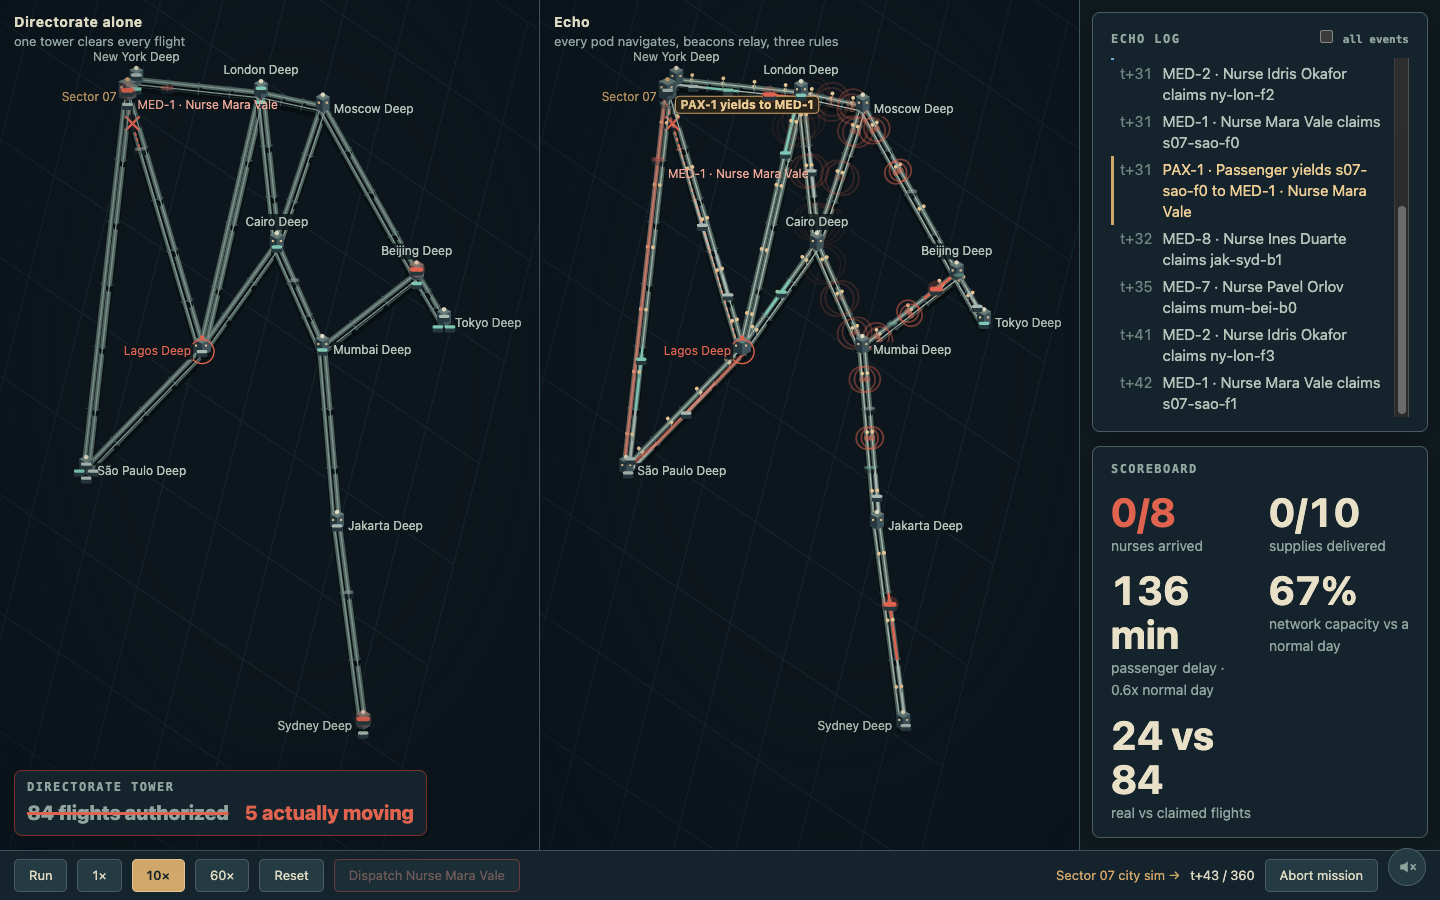 Directorate alone
one tower clears every flight
New York Deep
London Deep
Sector 07
MED-1 · Nurse Mara Vale
Moscow Deep
Cairo Deep
Beijing Deep
Tokyo Deep
Lagos Deep
Mumbai Deep
São Paulo Deep
Jakarta Deep
Sydney Deep
DIRECTORATE TOWER
84 flights authorized 5 actually moving
Echo
every pod navigates, beacons relay, three rules
New York Deep
London Deep
Sector 07
PAX-1 yields to MED-1
Moscow Deep
MED-1 · Nurse Mara Vale
Cairo Deep
Beijing Deep
Tokyo Deep
Lagos Deep
Mumbai Deep
São Paulo Deep
Jakarta Deep
Sydney Deep
ECHO LOG
all events
t+31 MED-2 · Nurse Idris Okafor
claims ny-lon-f2
t+31 MED-1 · Nurse Mara Vale claims
s07-sao-f0
t+31 PAX-1 · Passenger yields s07-
sao-f0 to MED-1 · Nurse Mara
Vale
t+32 MED-8 · Nurse Ines Duarte
claims jak-syd-b1
t+35 MED-7 · Nurse Pavel Orlov
claims mum-bei-b0
t+41 MED-2 · Nurse Idris Okafor
claims ny-lon-f3
t+42 MED-1 · Nurse Mara Vale claims
s07-sao-f1
SCOREBOARD
0/8
nurses arrived
0/10
supplies delivered
136
min
passenger delay ·
0.6x normal day
67%
network capacity vs a
normal day
24 vs
84
real vs claimed flights
Run 1× 10× 60× Reset Dispatch Nurse Mara Vale
Sector 07 city sim → t+43 / 360 Abort mission